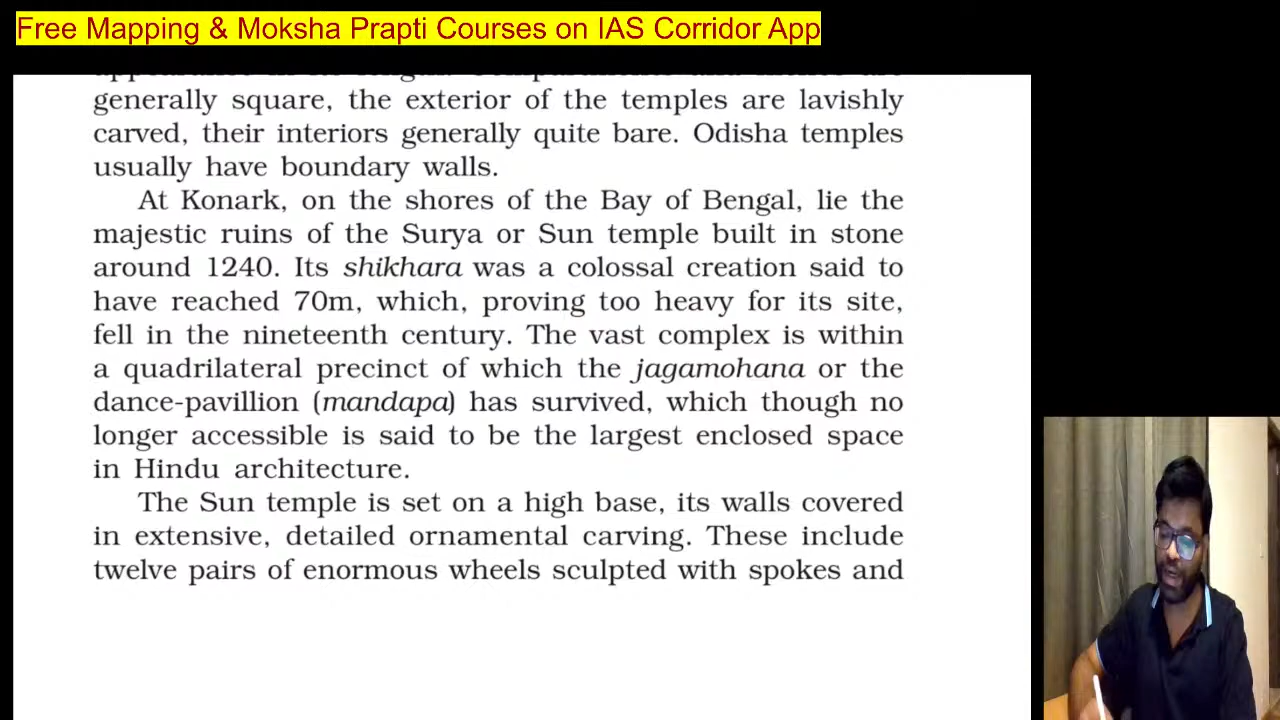 Free Mapping & Moksha Prapti Courses on IAS Corridor App
generally square, the exterior of the temples are lavishly
carved, their interiors generally quite bare. Odisha temples
usually have boundary walls.
At Konark, on the shores of the Bay of Bengal, lie the
majestic ruins of the Surya or Sun temple built in stone
around 1240. Its shikhara was a colossal creation said to
have reached 70m, which, proving too heavy for its site,
fell in the nineteenth century. The vast complex is within
a quadrilateral precinct of which the jagamohana or the
dance-pavillion (mandapa) has survived, which though no
longer accessible is said to be the largest enclosed space
in Hindu architecture.
The Sun temple is set on a high base, its walls covered
in extensive, detailed ornamental carving. These include
twelve pairs of enormous wheels sculpted with spokes and